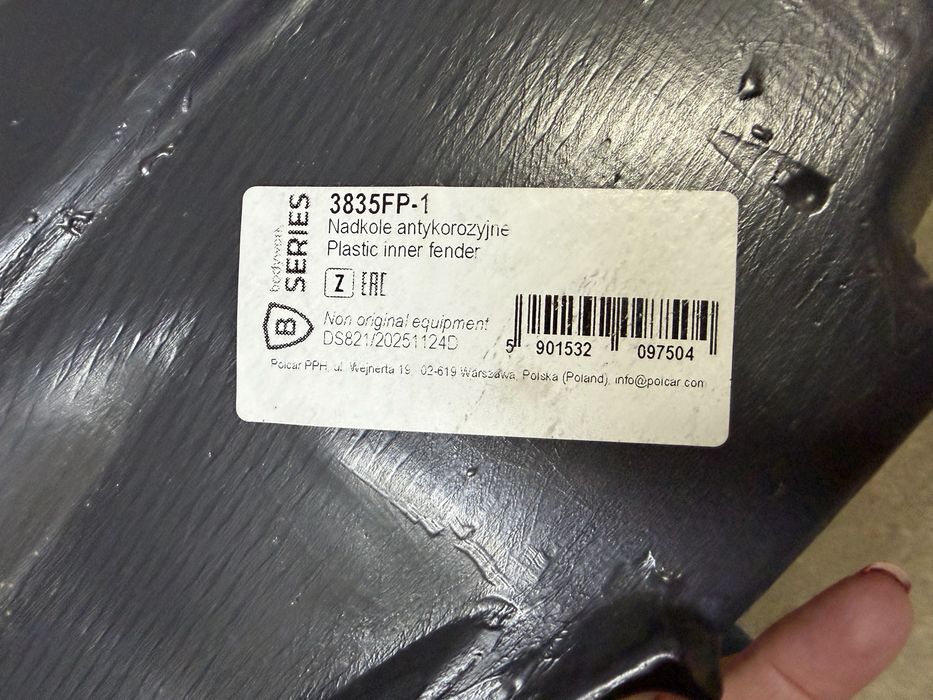 bodywork
SERIES
B
3835FP-1
Nadkole antykorozyjne
Plastic inner fender
Z EAC
Non original equipment
DS821/20251124D
5 901532 097504
Polcar PPH, ul. Wejnerta 19, 02-619 Warszawa, Polska (Poland), info@polcar.com